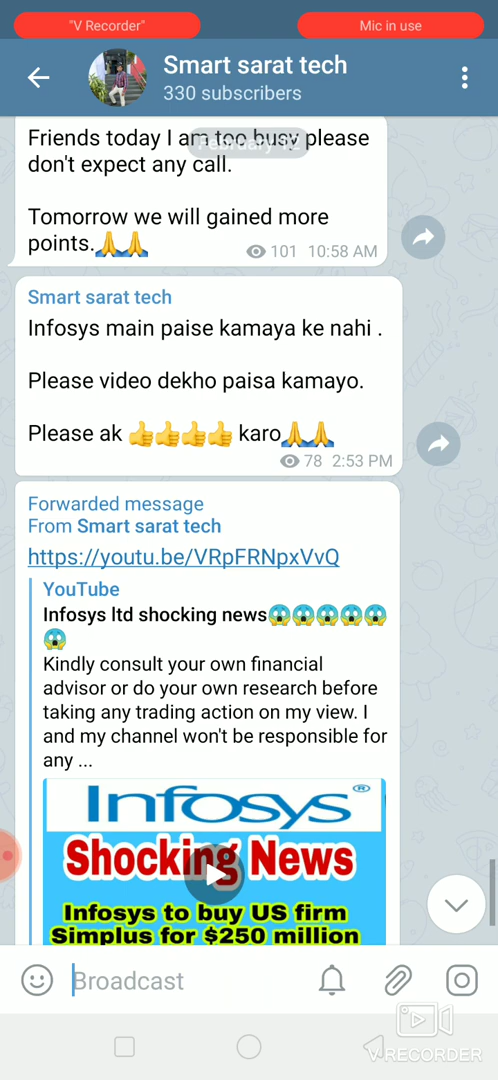 "V Recorder"
Mic in use
Smart sarat tech
330 subscribers
February 12
Friends today I am too busy please
don't expect any call.
Tomorrow we will gained more
points.🙏🙏
101 10:58 AM
Smart sarat tech
Infosys main paise kamaya ke nahi .
Please video dekho paisa kamayo.
Please ak 👍👍👍👍 karo🙏🙏
78 2:53 PM
Forwarded message
From Smart sarat tech
https://youtu.be/VRpFRNpxVvQ
YouTube
Infosys ltd shocking news😱😱😱😱😱
😱
Kindly consult your own financial
advisor or do your own research before
taking any trading action on my view. I
and my channel won't be responsible for
any ...
Infosys®
Shocking News
Infosys to buy US firm
Simplus for $250 million
Broadcast
V RECORDER